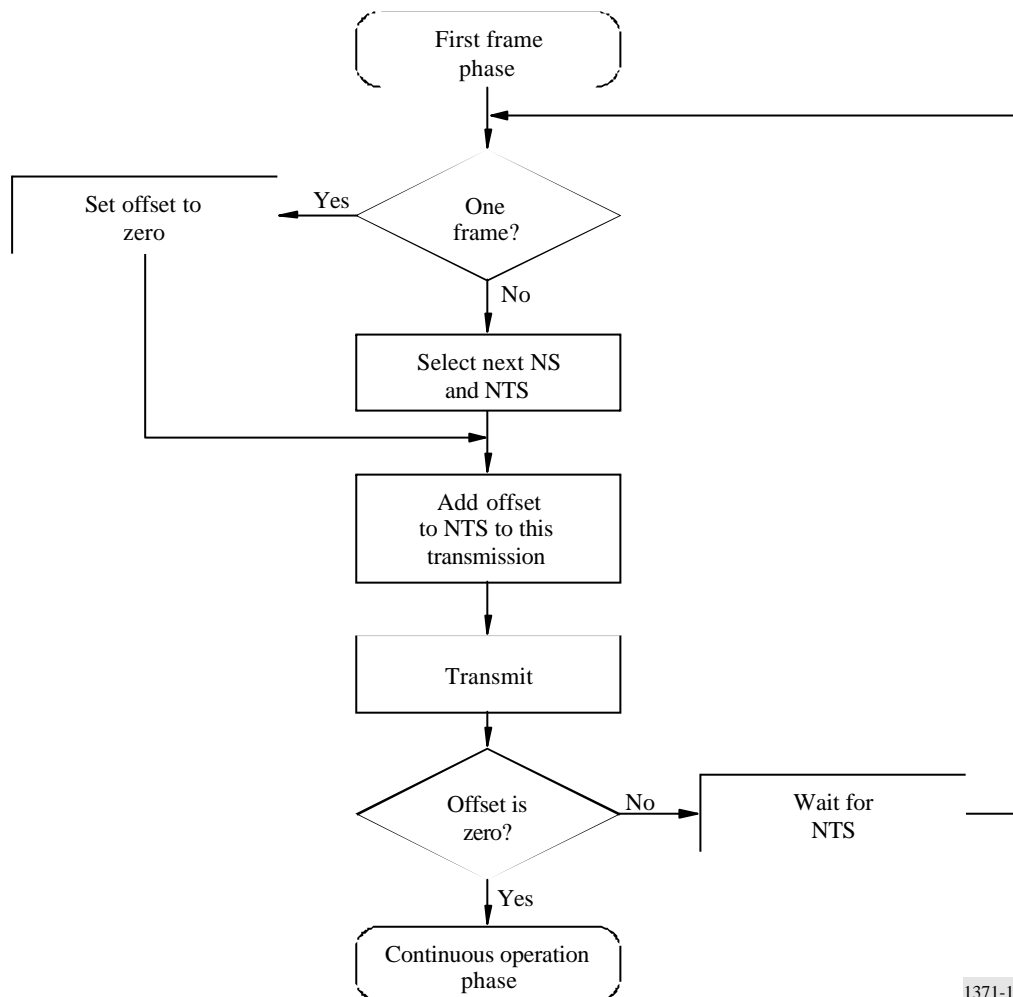 First frame
phase
One
frame?
Yes
Set offset to
zero
No
Select next NS
and NTS
Add offset
to NTS to this
transmission
Transmit
Offset is
zero?
No
Wait for
NTS
Yes
Continuous operation
phase
1371-1